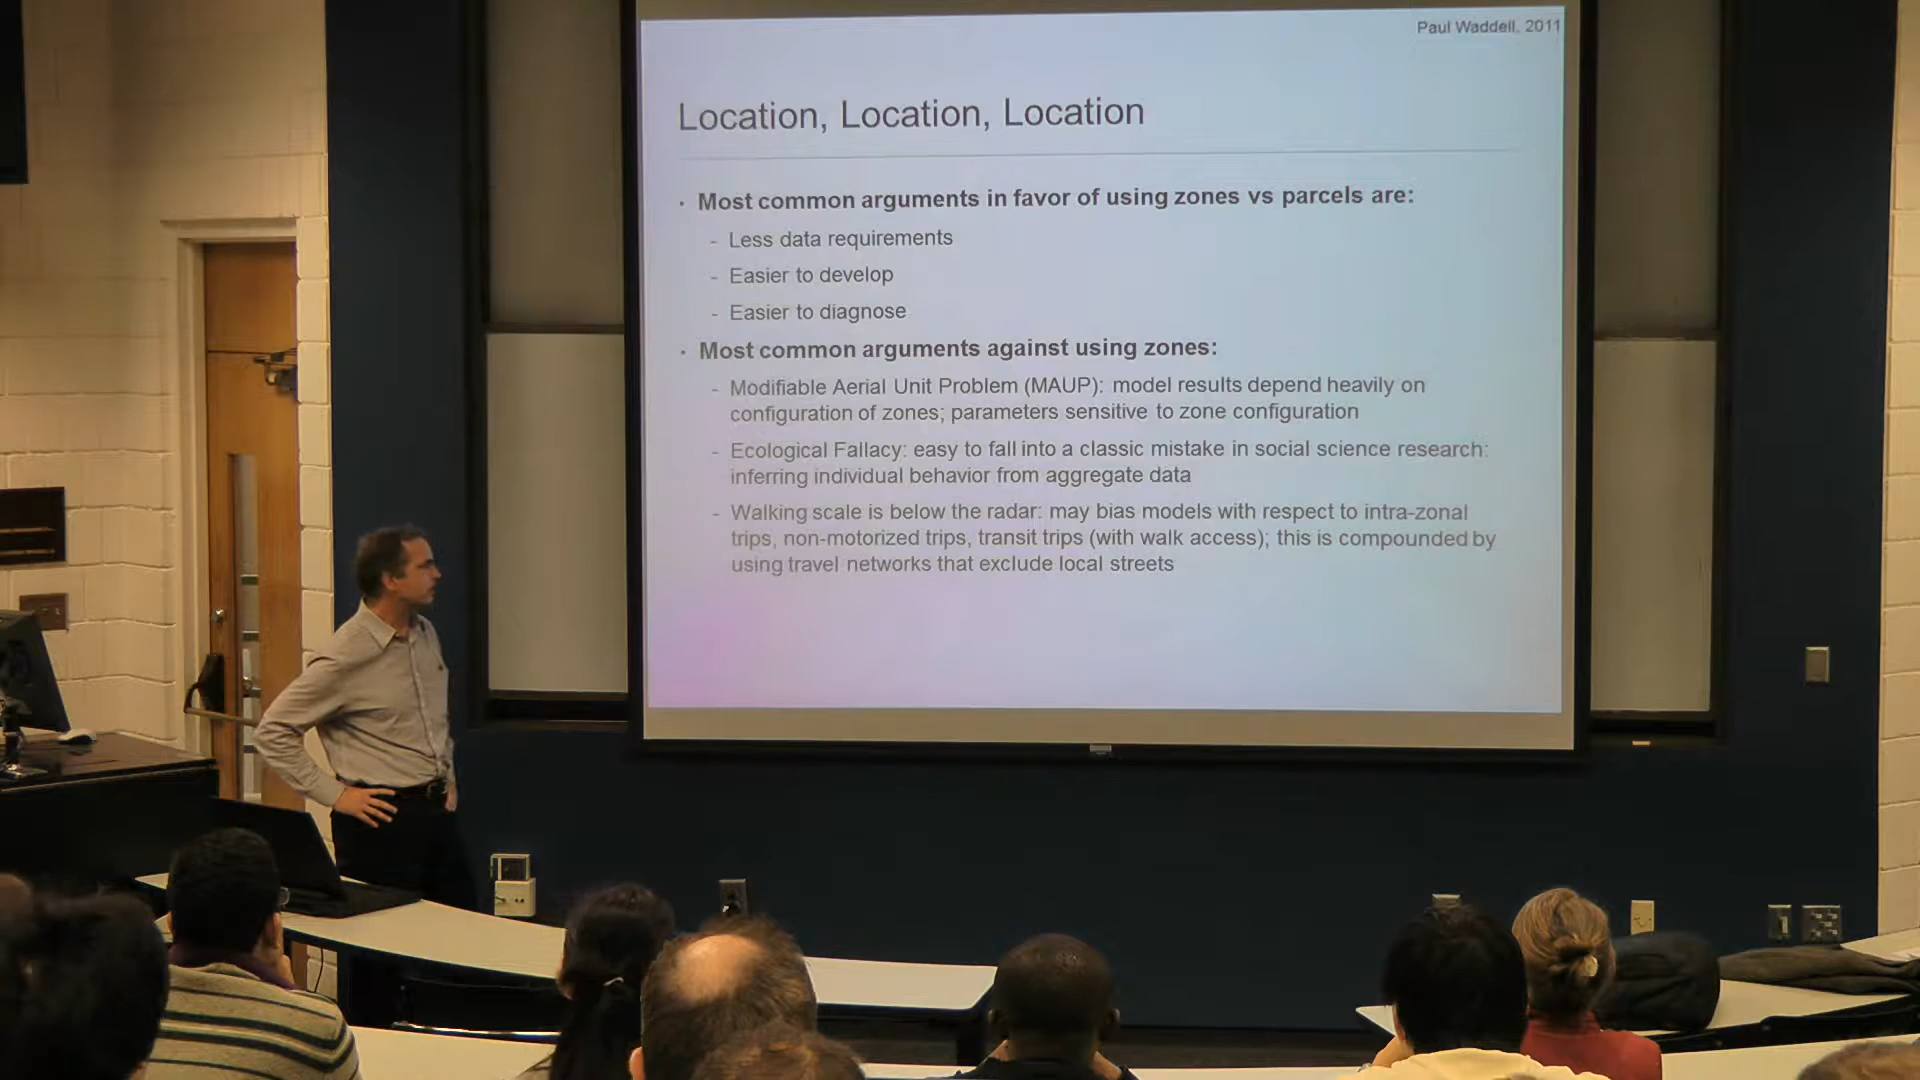 Paul Waddell, 2011
Location, Location, Location
· Most common arguments in favor of using zones vs parcels are:
- Less data requirements
- Easier to develop
- Easier to diagnose
· Most common arguments against using zones:
- Modifiable Aerial Unit Problem (MAUP): model results depend heavily on
configuration of zones; parameters sensitive to zone configuration
- Ecological Fallacy: easy to fall into a classic mistake in social science research:
inferring individual behavior from aggregate data
- Walking scale is below the radar: may bias models with respect to intra-zonal
trips, non-motorized trips, transit trips (with walk access); this is compounded by
using travel networks that exclude local streets